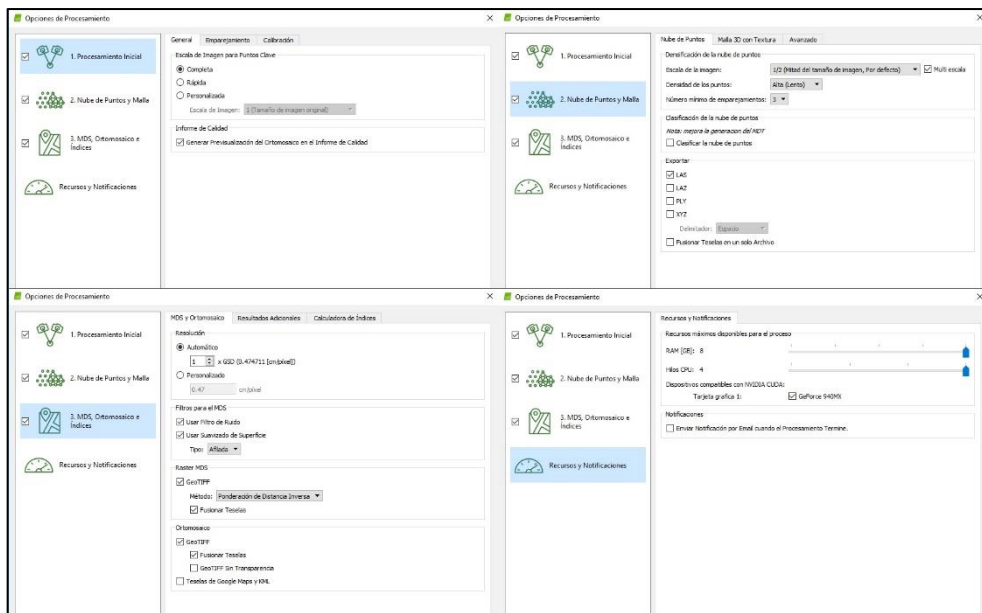 Opciones de Procesamiento
1. Procesamiento Inicial
2. Nube de Puntos y Malla
3. MDS, Ortomosaico e
Índices
Recursos y Notificaciones
General Emparejamiento Calibración
Escala de Imagen para Puntos Clave
Completa
Rápida
Personalizada
Escala de Imagen: 1 (Tamaño de imagen original)
Informe de Calidad
Generar Previsualización del Ortomosaico en el Informe de Calidad
Opciones de Procesamiento
1. Procesamiento Inicial
2. Nube de Puntos y Malla
3. MDS, Ortomosaico e
Índices
Recursos y Notificaciones
Nube de Puntos Malla 3D con Textura Avanzado
Densificación de la nube de puntos
Escala de la imagen: 1/2 (Mitad del tamaño de imagen, Por defecto) Multi escala
Densidad de los puntos: Alta (Lento)
Número mínimo de emparejamientos: 3
Clasificación de la nube de puntos
Nota: mejora la generacion del MDT
Clasificar la nube de puntos
Exportar
LAS
LAZ
PLY
XYZ
Delimitador: Espacio
Fusionar Teselas en un solo Archivo
Opciones de Procesamiento
1. Procesamiento Inicial
2. Nube de Puntos y Malla
3. MDS, Ortomosaico e
Índices
Recursos y Notificaciones
MDS y Ortomosaico Resultados Adicionales Calculadora de Índices
Resolución
Automático
1 x GSD (0.474711 [cm/pixel])
Personalizado
0.47 cm/pixel
Filtros para el MDS
Usar Filtro de Ruido
Usar Suavizado de Superficie
Tipo: Afilada
Raster MDS
GeoTIFF
Método: Ponderación de Distancia Inversa
Fusionar Teselas
Ortomosaico
GeoTIFF
Fusionar Teselas
GeoTIFF Sin Transparencia
Teselas de Google Maps y KML
Opciones de Procesamiento
1. Procesamiento Inicial
2. Nube de Puntos y Malla
3. MDS, Ortomosaico e
Índices
Recursos y Notificaciones
Recursos y Notificaciones
Recursos máximos disponibles para el proceso
RAM [GB]: 8
Hilos CPU: 4
Dispositivos compatibles con NVIDIA CUDA:
Tarjeta grafica 1: GeForce 940MX
Notificaciones
Enviar Notificación por Email cuando el Procesamiento Termine.